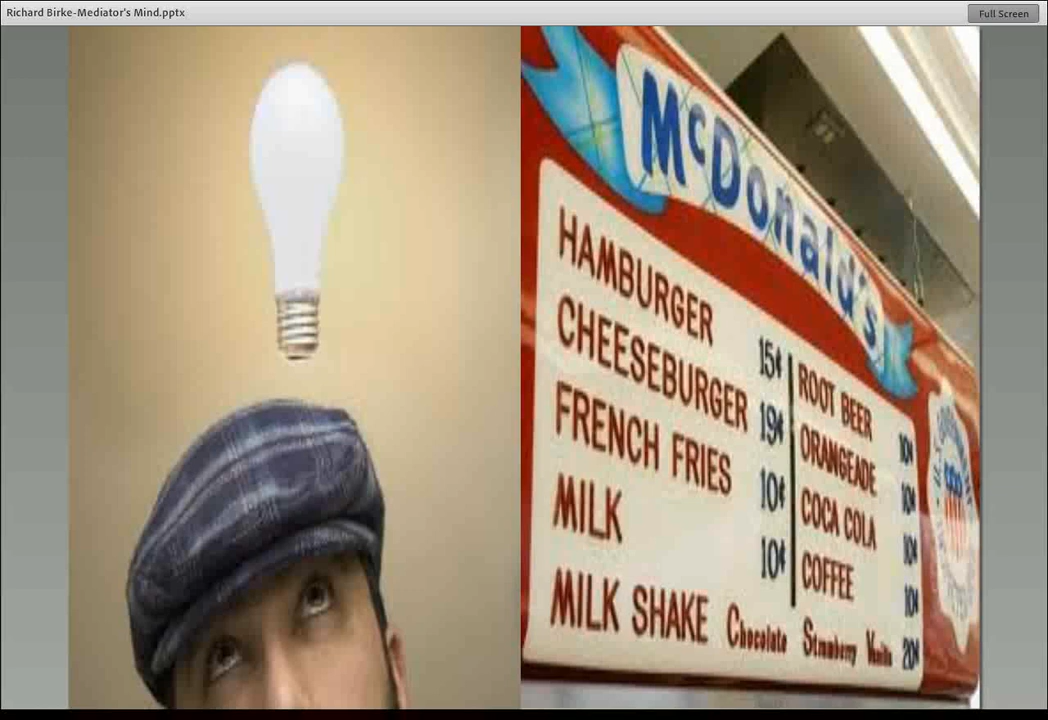 Richard Birke-Mediator's Mind.pptx
Full Screen
McDonald's
HAMBURGER 15¢
CHEESEBURGER 19¢
FRENCH FRIES 10¢
MILK 10¢
ROOT BEER 10¢
ORANGEADE 10¢
COCA COLA 10¢
COFFEE 10¢
MILK SHAKE Chocolate Strawberry Vanilla 20¢